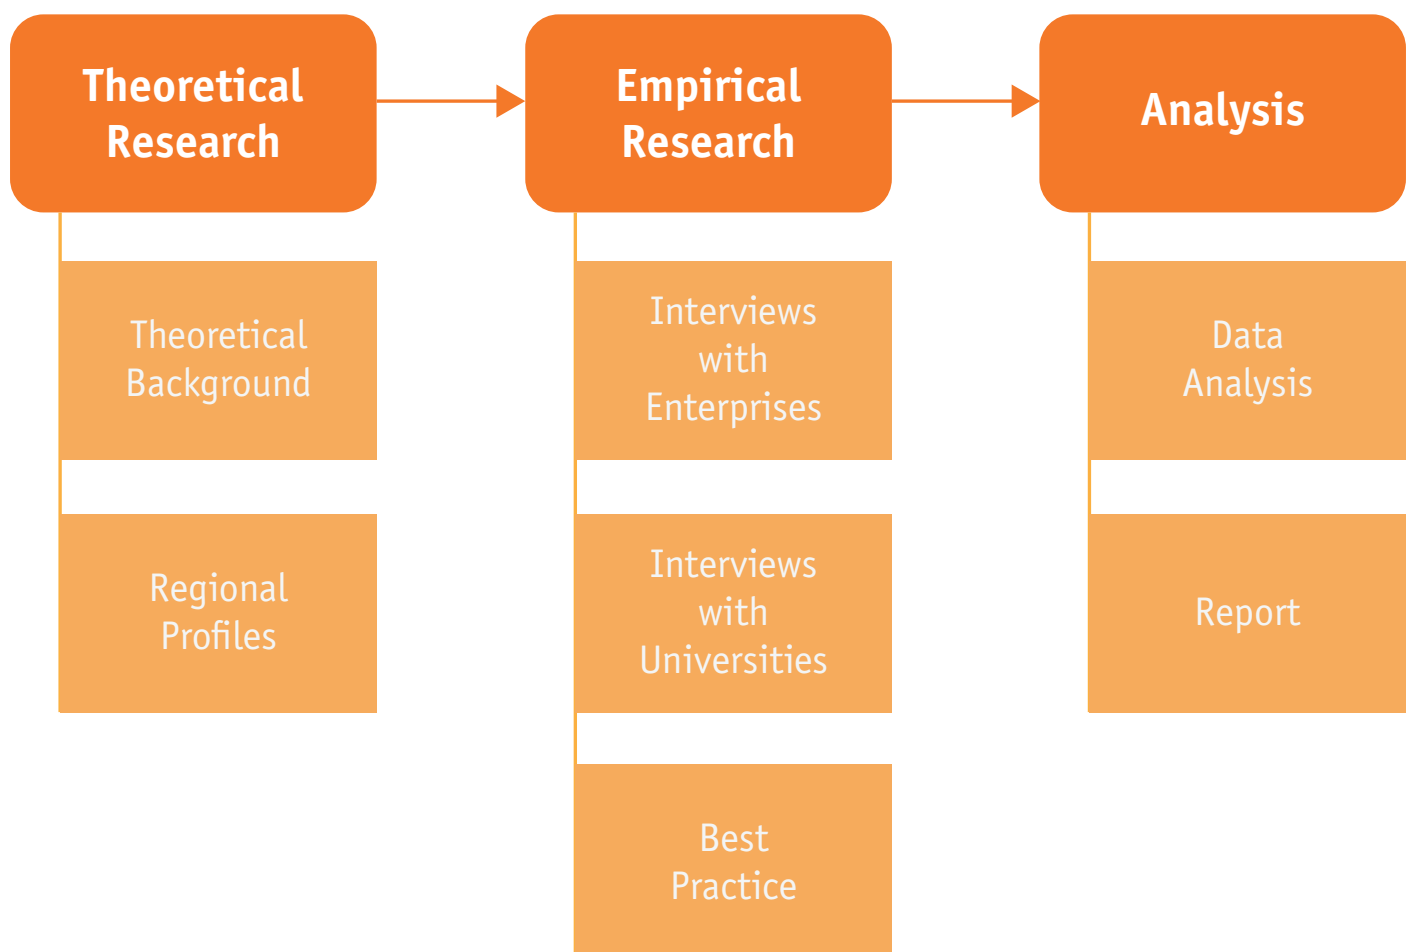 Theoretical
Research
Empirical
Research
Analysis
Theoretical
Background
Regional
Profiles
Interviews
with
Enterprises
Interviews
with
Universities
Best
Practice
Data
Analysis
Report